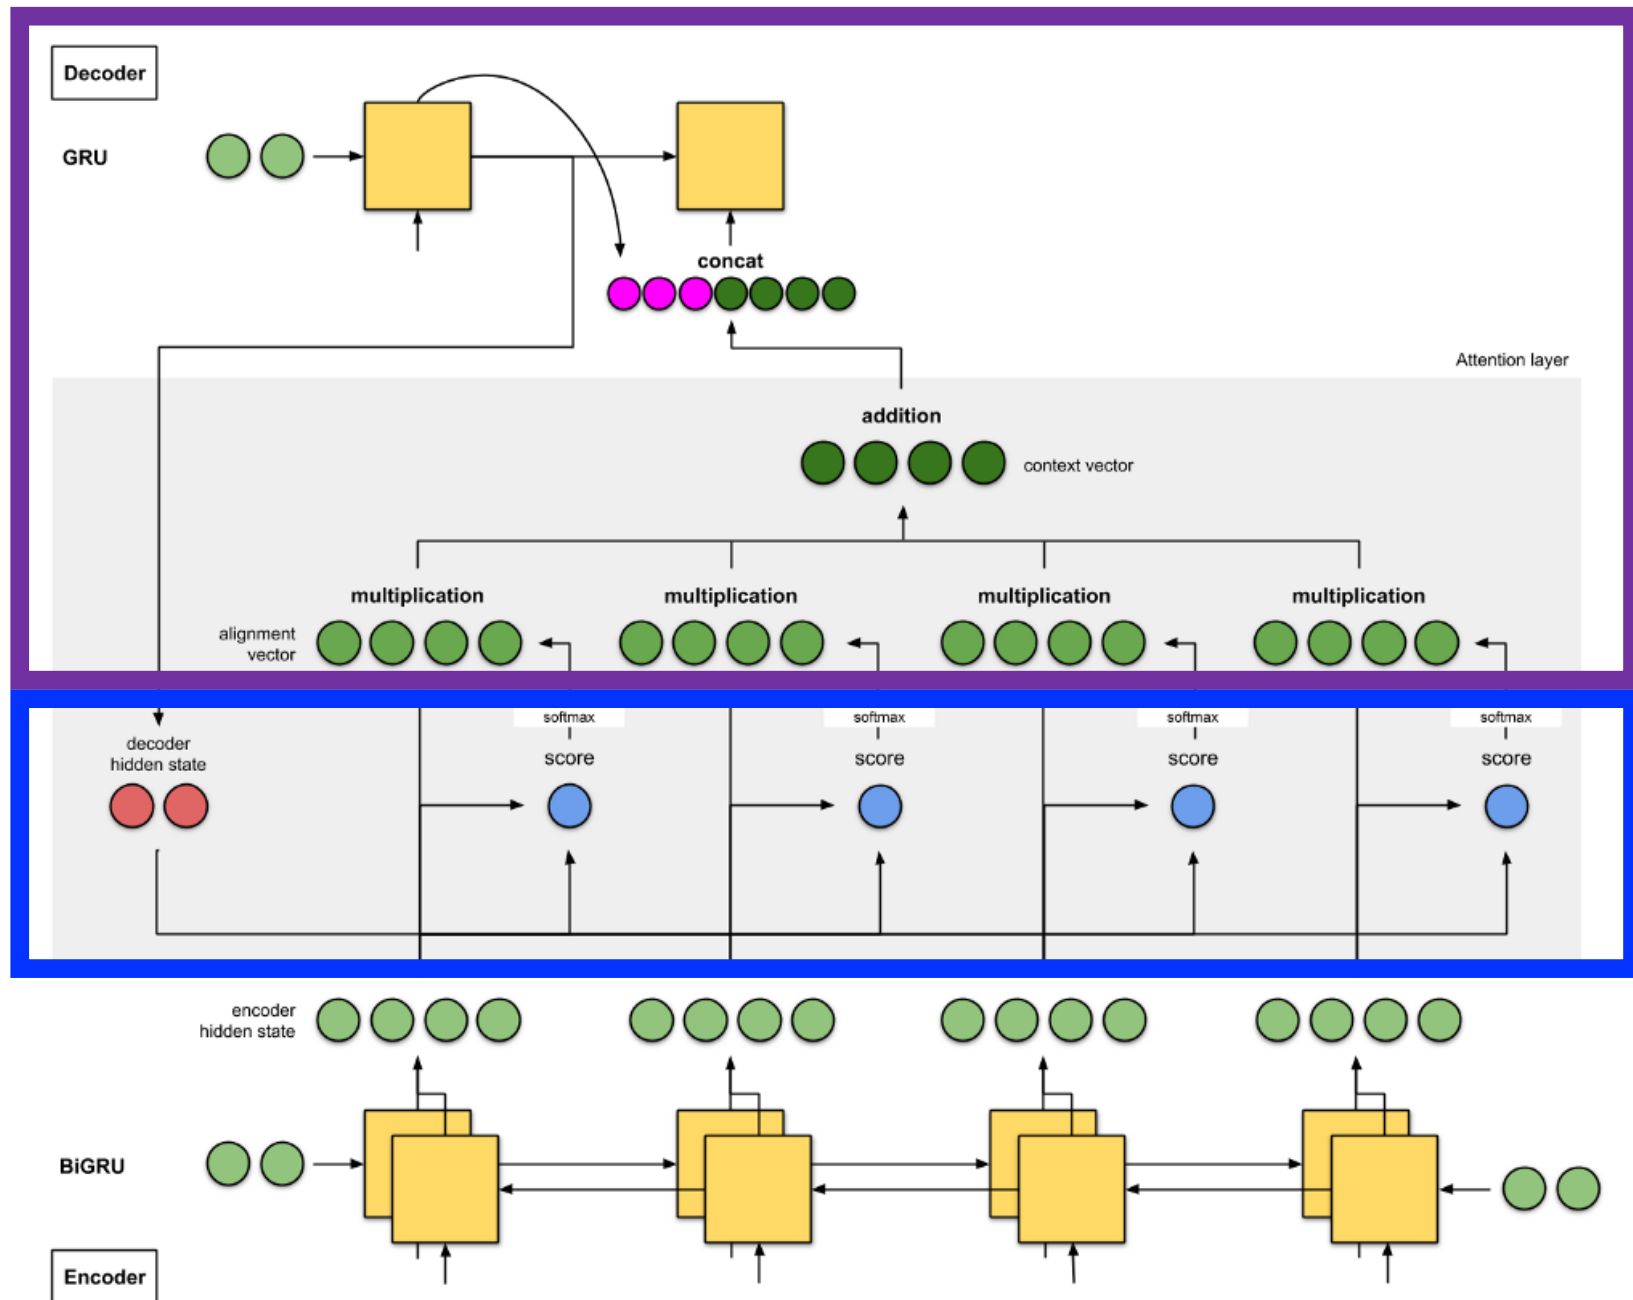 Decoder
GRU
concat
Attention layer
addition
context vector
multiplication multiplication multiplication multiplication
alignment
vector
softmax softmax softmax softmax
decoder
hidden state
score score score score
encoder
hidden state
BiGRU
Encoder